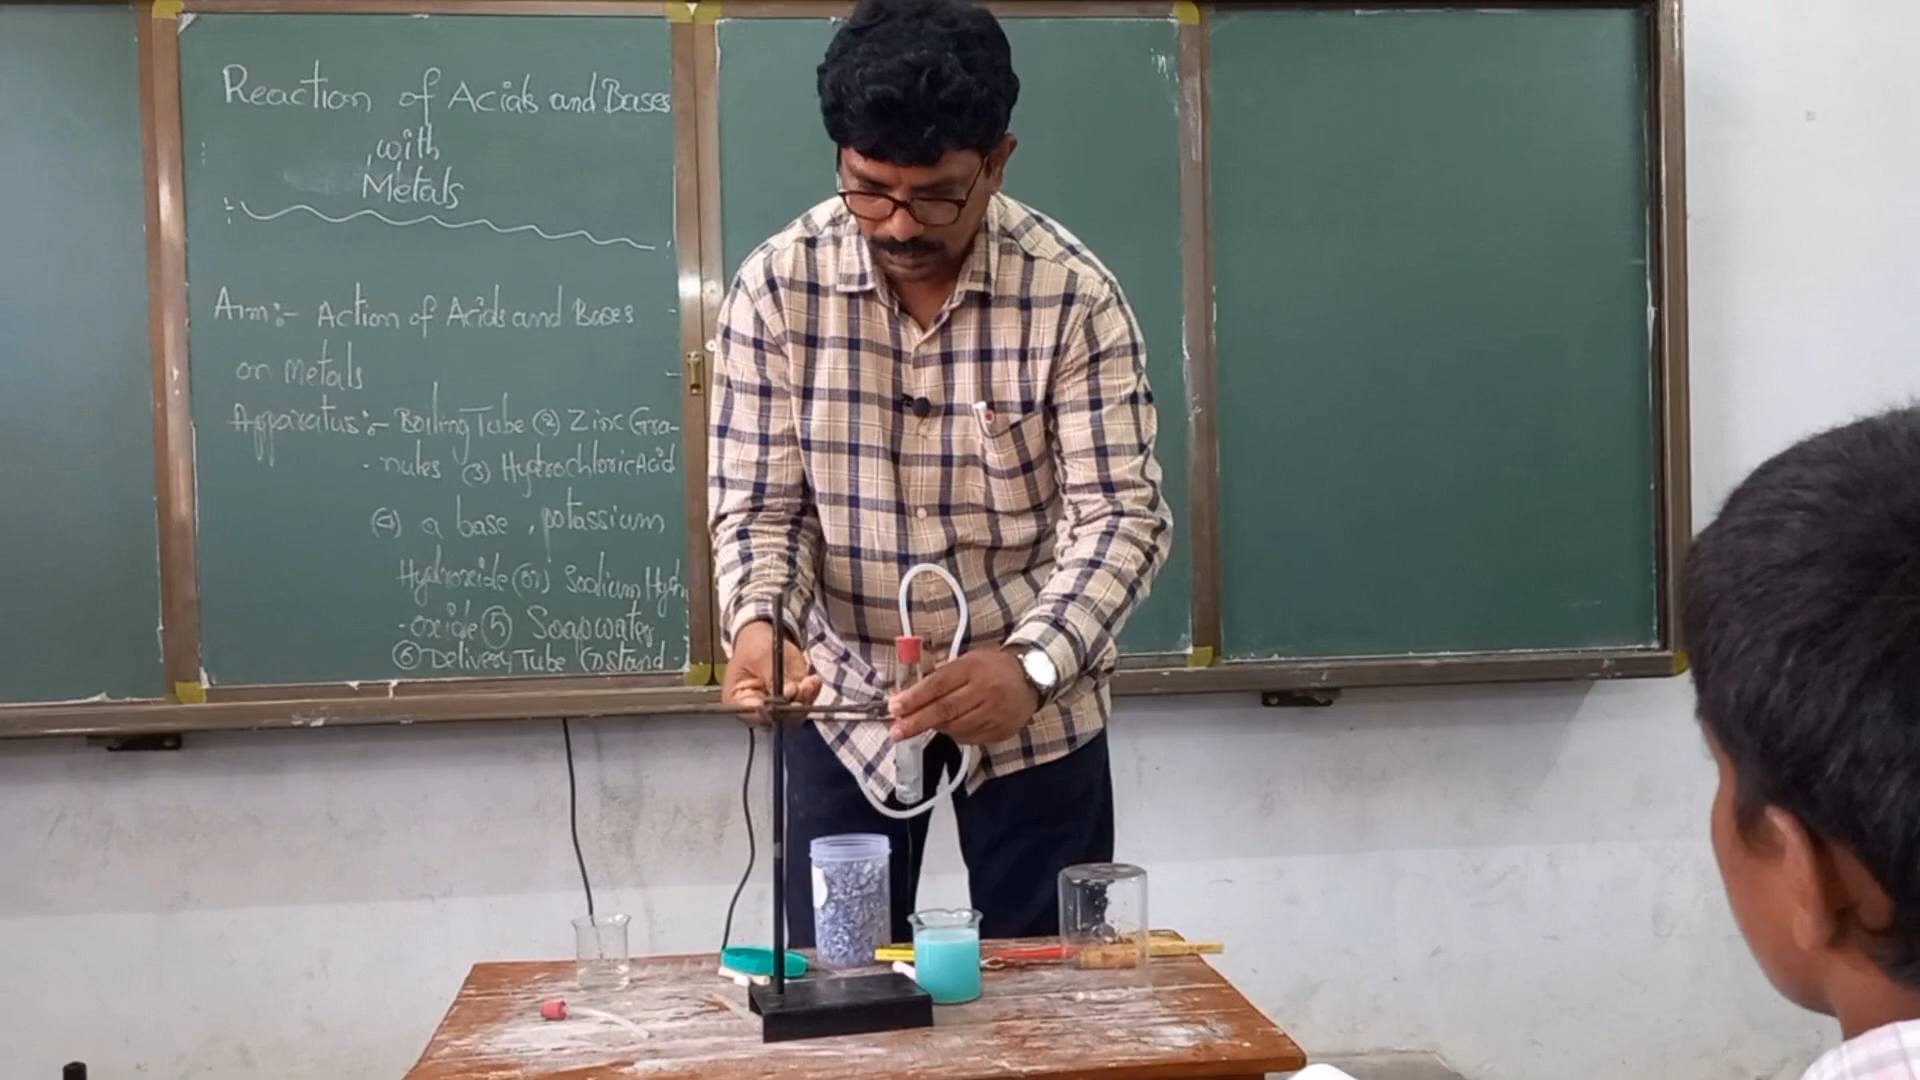 Reaction of Acids and Bases
with
Metals
Aim:- Action of Acids and Bases
on Metals
Apparatus:- Boiling Tube (2) Zinc Gra-
-nules (3) Hydrochloric Acid
(4) a base, potassium
Hydroxide (or) Sodium Hydr
-oxide (5) Soap water
(6) Delivery Tube (7) stand